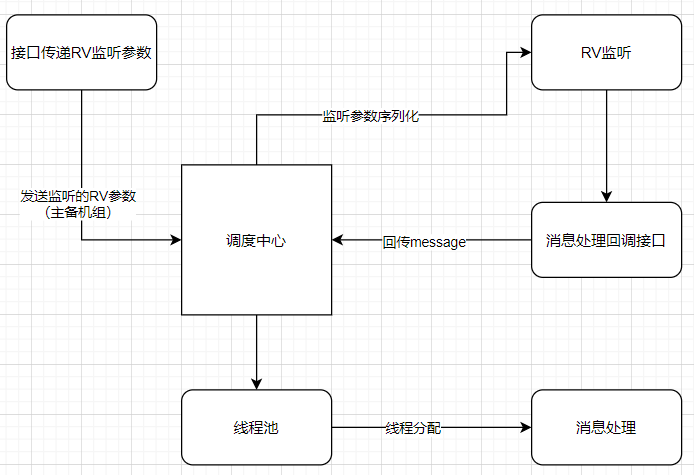 接口传递RV监听参数
RV监听
监听参数序列化
发送监听的RV参数
（主备机组）
调度中心
回传message
消息处理回调接口
线程池
线程分配
消息处理